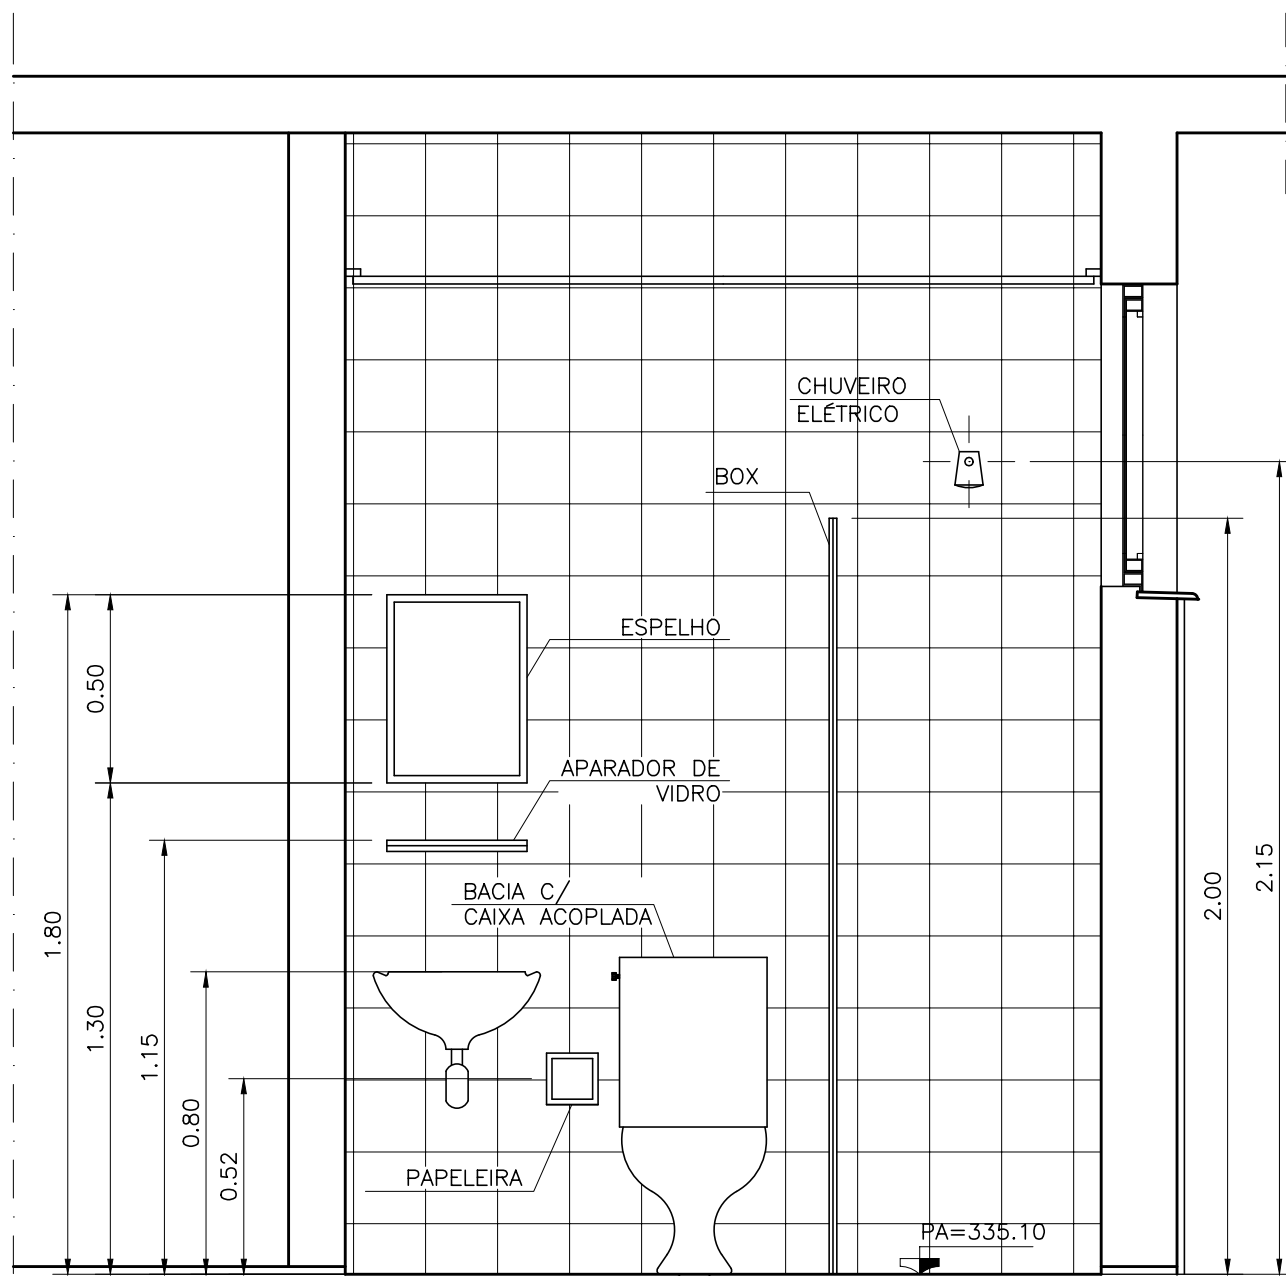 CHUVEIRO
ELÉTRICO
BOX
ESPELHO
0.50
APARADOR DE
VIDRO
2.15
2.00
BACIA C/
CAIXA ACOPLADA
1.80
1.30
1.15
0.80
0.52
PAPELEIRA
PA=335.10